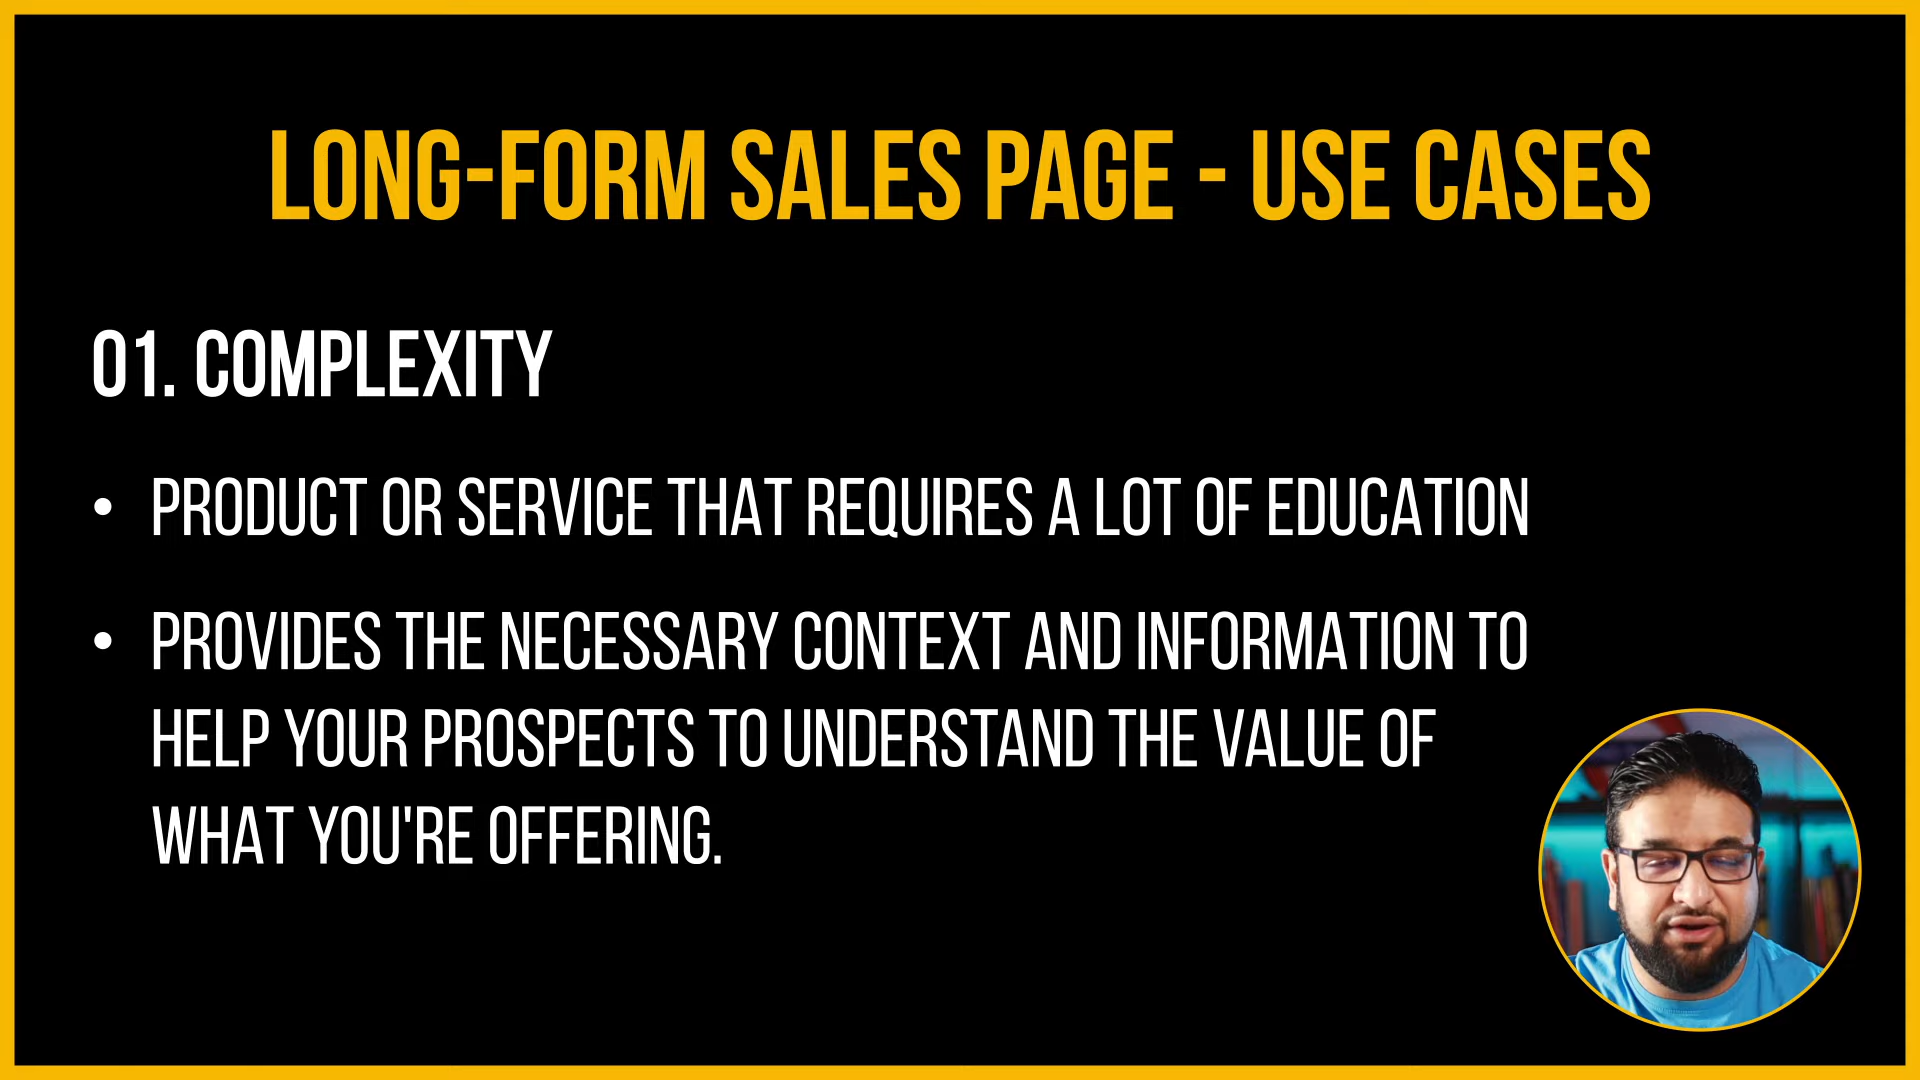 LONG-FORM SALES PAGE - USE CASES
01. COMPLEXITY
• PRODUCT OR SERVICE THAT REQUIRES A LOT OF EDUCATION
• PROVIDES THE NECESSARY CONTEXT AND INFORMATION TO
HELP YOUR PROSPECTS TO UNDERSTAND THE VALUE OF
WHAT YOU'RE OFFERING.